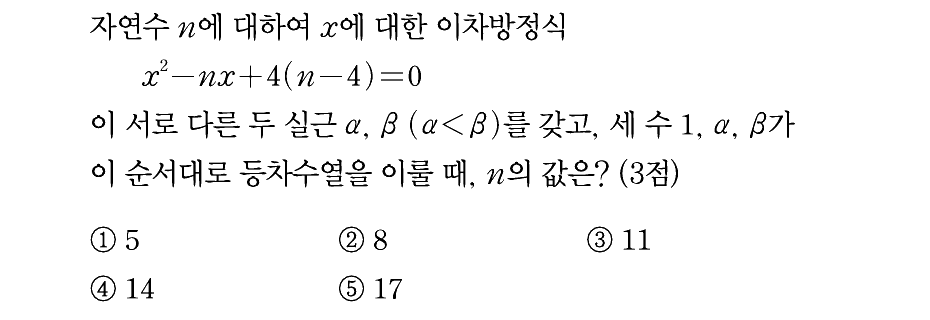 자연수 n에 대하여 x에 대한 이차방정식
x²－nx＋4(n－4)＝0
이 서로 다른 두 실근 α, β (α＜β)를 갖고, 세 수 1, α, β가
이 순서대로 등차수열을 이룰 때, n의 값은? (3점)
① 5 ② 8 ③ 11
④ 14 ⑤ 17